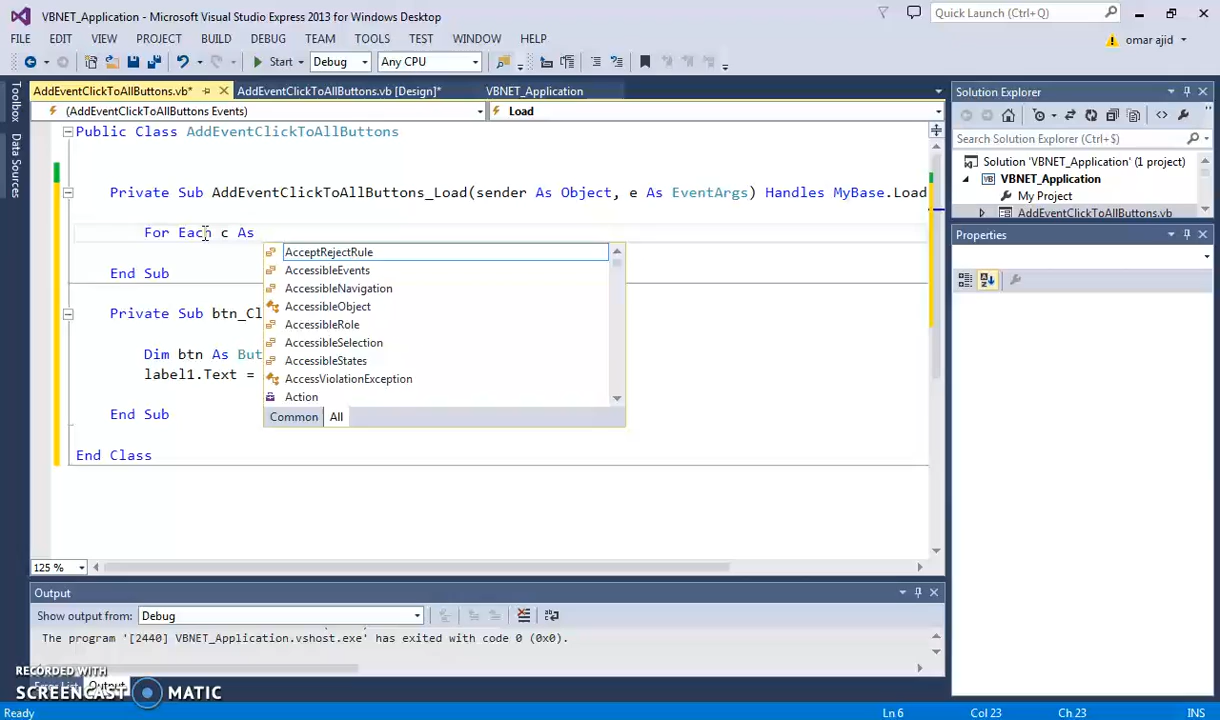 VBNET_Application - Microsoft Visual Studio Express 2013 for Windows Desktop
Quick Launch (Ctrl+Q)
FILE EDIT VIEW PROJECT BUILD DEBUG TEAM TOOLS TEST WINDOW HELP
omar ajid
Start Debug Any CPU
Toolbox
Data Sources
AddEventClickToAllButtons.vb* AddEventClickToAllButtons.vb [Design]* VBNET_Application
(AddEventClickToAllButtons Events) Load
Public Class AddEventClickToAllButtons
Private Sub AddEventClickToAllButtons_Load(sender As Object, e As EventArgs) Handles MyBase.Load
For Each c As
AcceptRejectRule
AccessibleEvents
AccessibleNavigation
AccessibleObject
AccessibleRole
AccessibleSelection
AccessibleStates
AccessViolationException
Action
Common All
End Sub
Private Sub btn_Cl
Dim btn As But
label1.Text =
End Sub
End Class
125 %
Output
Show output from: Debug
The program '[2440] VBNET_Application.vshost.exe' has exited with code 0 (0x0).
Error List Output
RECORDED WITH
SCREENCAST MATIC
Ready Ln 6 Col 23 Ch 23 INS
Solution Explorer
Search Solution Explorer (Ctrl+$)
Solution 'VBNET_Application' (1 project)
VBNET_Application
My Project
AddEventClickToAllButtons.vb
Properties